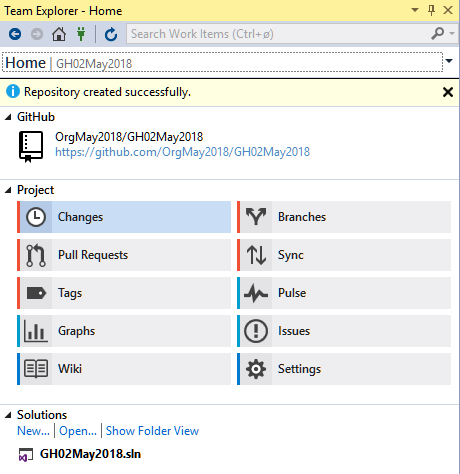 Team Explorer - Home
Search Work Items (Ctrl+ø)
Home | GH02May2018
Repository created successfully.
GitHub
OrgMay2018/GH02May2018
https://github.com/OrgMay2018/GH02May2018
Project
Changes
Branches
Pull Requests
Sync
Tags
Pulse
Graphs
Issues
Wiki
Settings
Solutions
New... | Open... | Show Folder View
GH02May2018.sln